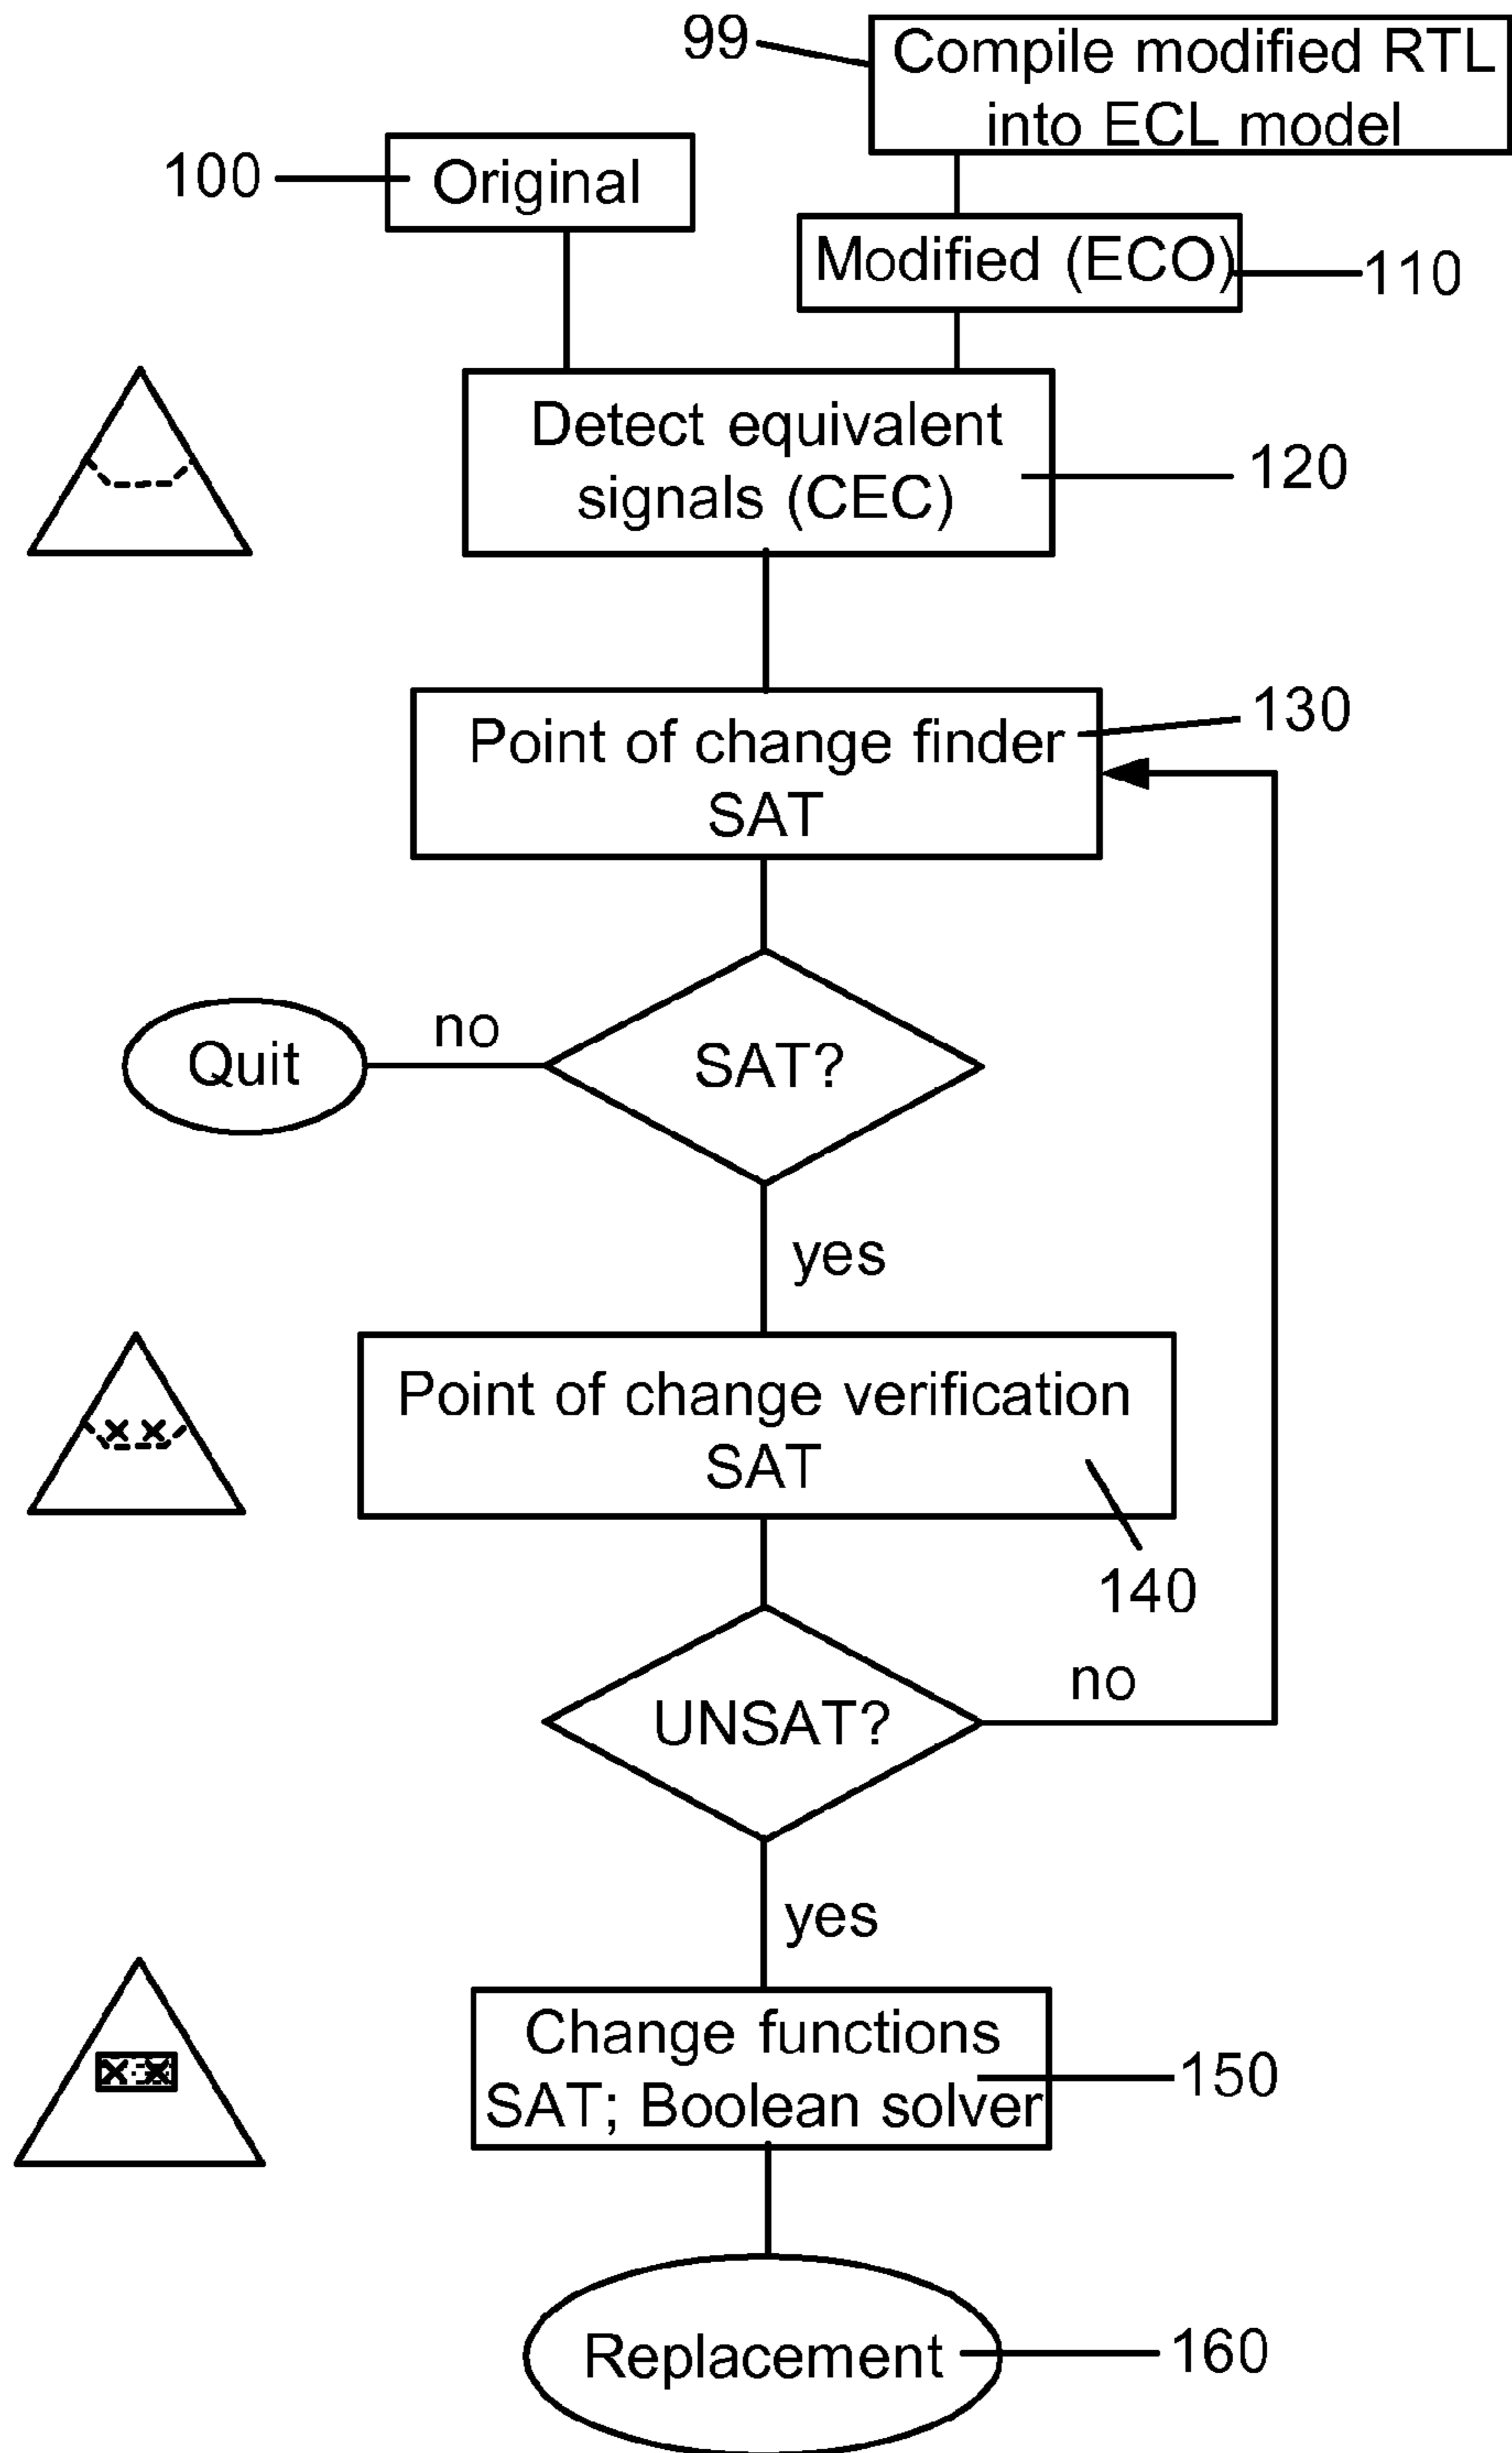 99
Compile modified RTL
into ECL model
100
Original
Modified (ECO)
110
Detect equivalent
signals (CEC)
120
Point of change finder
SAT
130
Quit
no
SAT?
yes
Point of change verification
SAT
140
UNSAT?
no
yes
Change functions
SAT; Boolean solver
150
Replacement
160